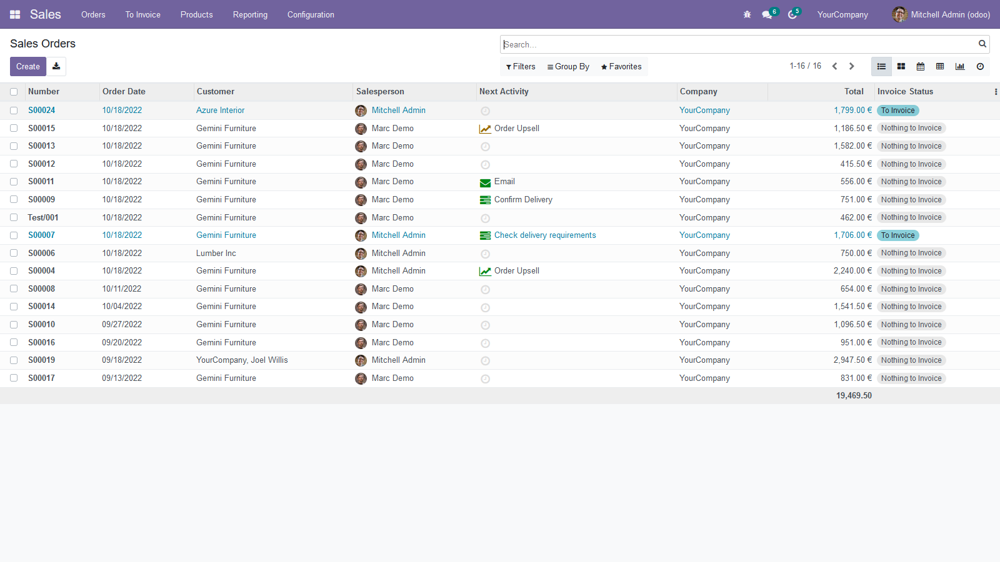 Sales Orders To Invoice Products Reporting Configuration 6 5 YourCompany Mitchell Admin (odoo)
Sales Orders
Search...
Create Filters Group By Favorites 1-16 / 16
Number Order Date Customer Salesperson Next Activity Company Total Invoice Status
S00024 10/18/2022 Azure Interior Mitchell Admin YourCompany 1,799.00 € To Invoice
S00015 10/18/2022 Gemini Furniture Marc Demo Order Upsell YourCompany 1,186.50 € Nothing to Invoice
S00013 10/18/2022 Gemini Furniture Marc Demo YourCompany 1,582.00 € Nothing to Invoice
S00012 10/18/2022 Gemini Furniture Marc Demo YourCompany 415.50 € Nothing to Invoice
S00011 10/18/2022 Gemini Furniture Marc Demo Email YourCompany 556.00 € Nothing to Invoice
S00009 10/18/2022 Gemini Furniture Marc Demo Confirm Delivery YourCompany 751.00 € Nothing to Invoice
Test/001 10/18/2022 Gemini Furniture Marc Demo YourCompany 462.00 € Nothing to Invoice
S00007 10/18/2022 Gemini Furniture Mitchell Admin Check delivery requirements YourCompany 1,706.00 € To Invoice
S00006 10/18/2022 Lumber Inc Mitchell Admin YourCompany 750.00 € Nothing to Invoice
S00004 10/18/2022 Gemini Furniture Mitchell Admin Order Upsell YourCompany 2,240.00 € Nothing to Invoice
S00008 10/11/2022 Gemini Furniture Marc Demo YourCompany 654.00 € Nothing to Invoice
S00014 10/04/2022 Gemini Furniture Marc Demo YourCompany 1,541.50 € Nothing to Invoice
S00010 09/27/2022 Gemini Furniture Marc Demo YourCompany 1,096.50 € Nothing to Invoice
S00016 09/20/2022 Gemini Furniture Marc Demo YourCompany 951.00 € Nothing to Invoice
S00019 09/18/2022 YourCompany, Joel Willis Mitchell Admin YourCompany 2,947.50 € Nothing to Invoice
S00017 09/13/2022 Gemini Furniture Marc Demo YourCompany 831.00 € Nothing to Invoice
19,469.50